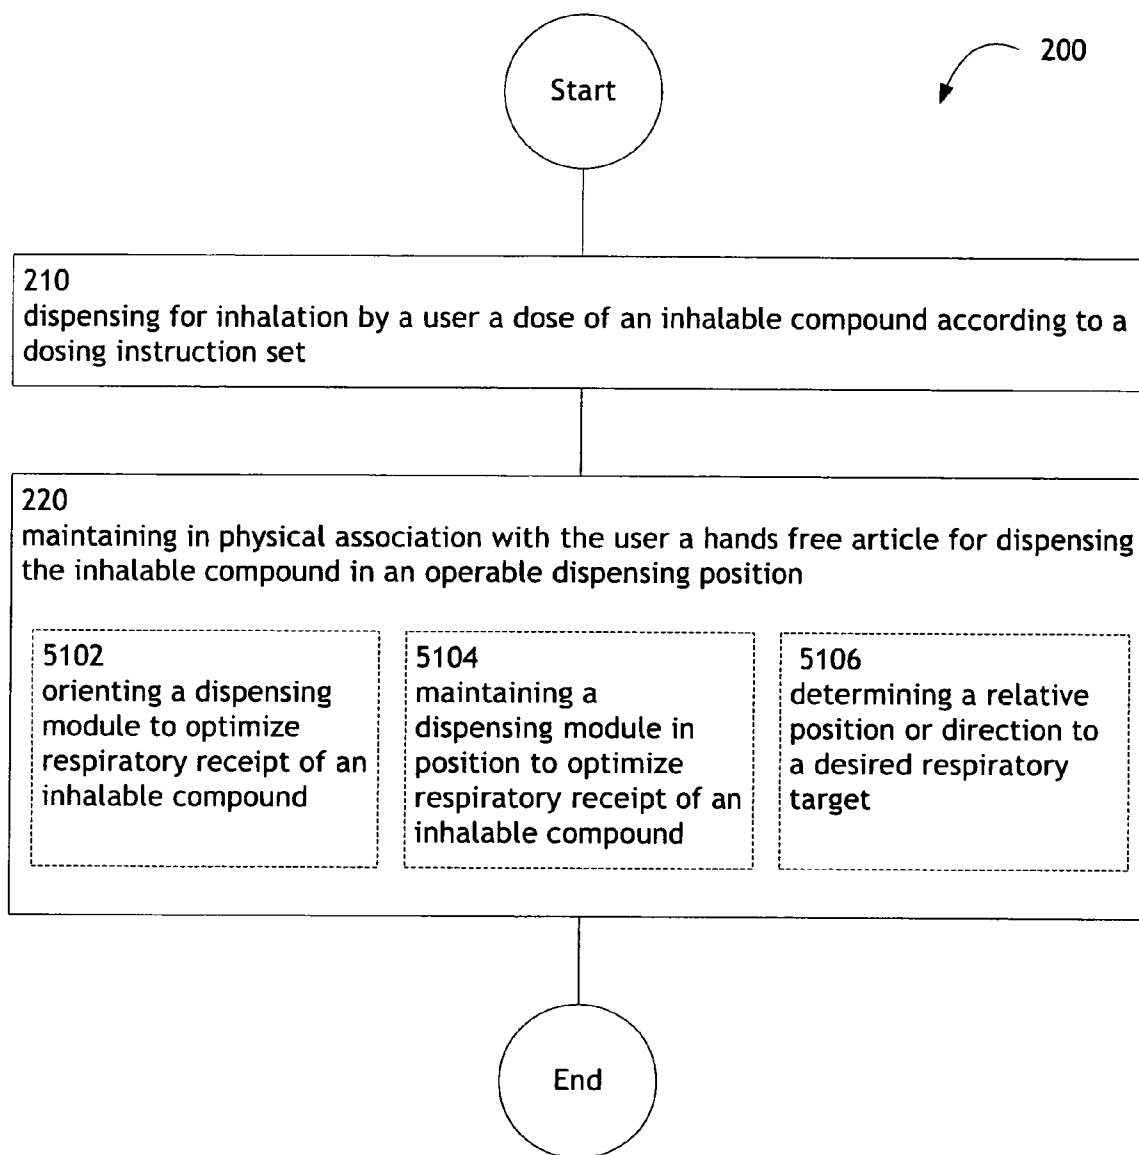 Start
200
210
dispensing for inhalation by a user a dose of an inhalable compound according to a
dosing instruction set
220
maintaining in physical association with the user a hands free article for dispensing
the inhalable compound in an operable dispensing position
5102
orienting a dispensing
module to optimize
respiratory receipt of an
inhalable compound
5104
maintaining a
dispensing module in
position to optimize
respiratory receipt of an
inhalable compound
5106
determining a relative
position or direction to
a desired respiratory
target
End